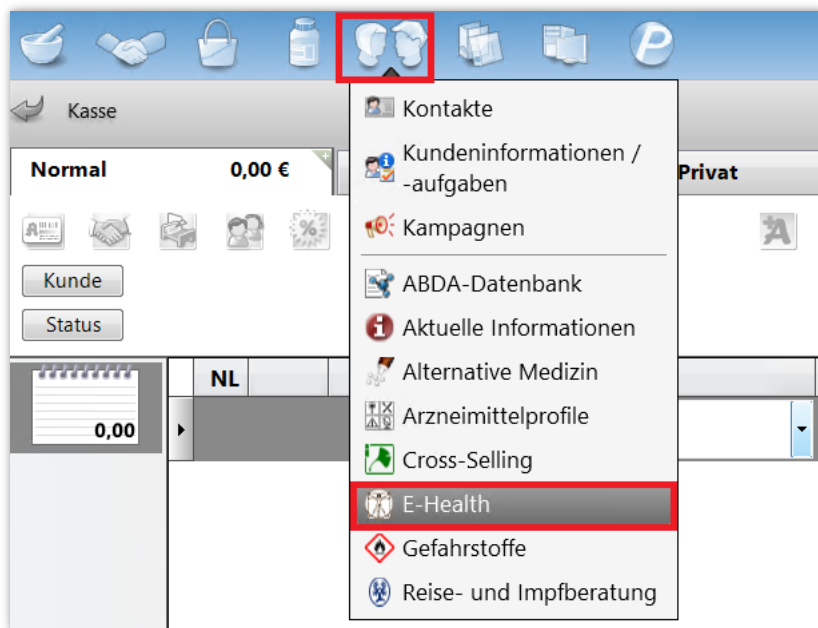 Kasse
Normal 0,00 €
Privat
Kunde
Status
NL
0,00
Kontakte
Kundeninformationen /
-aufgaben
Kampagnen
ABDA-Datenbank
Aktuelle Informationen
Alternative Medizin
Arzneimittelprofile
Cross-Selling
E-Health
Gefahrstoffe
Reise- und Impfberatung